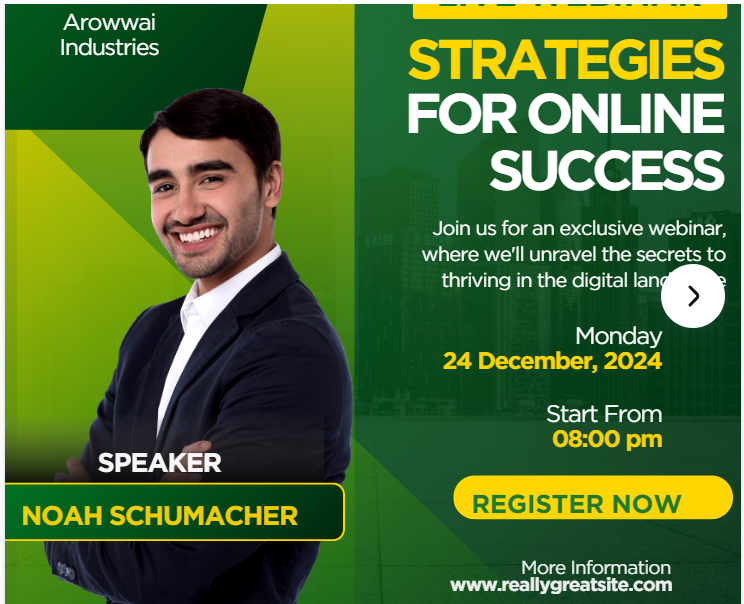 Arowwai
Industries
LIVE WEBINAR
STRATEGIES
FOR ONLINE
SUCCESS
Join us for an exclusive webinar,
where we'll unravel the secrets to
thriving in the digital
Monday
24 December, 2024
Start From
08:00 pm
SPEAKER
NOAH SCHUMACHER
REGISTER NOW
More Information
www.reallygreatsite.com